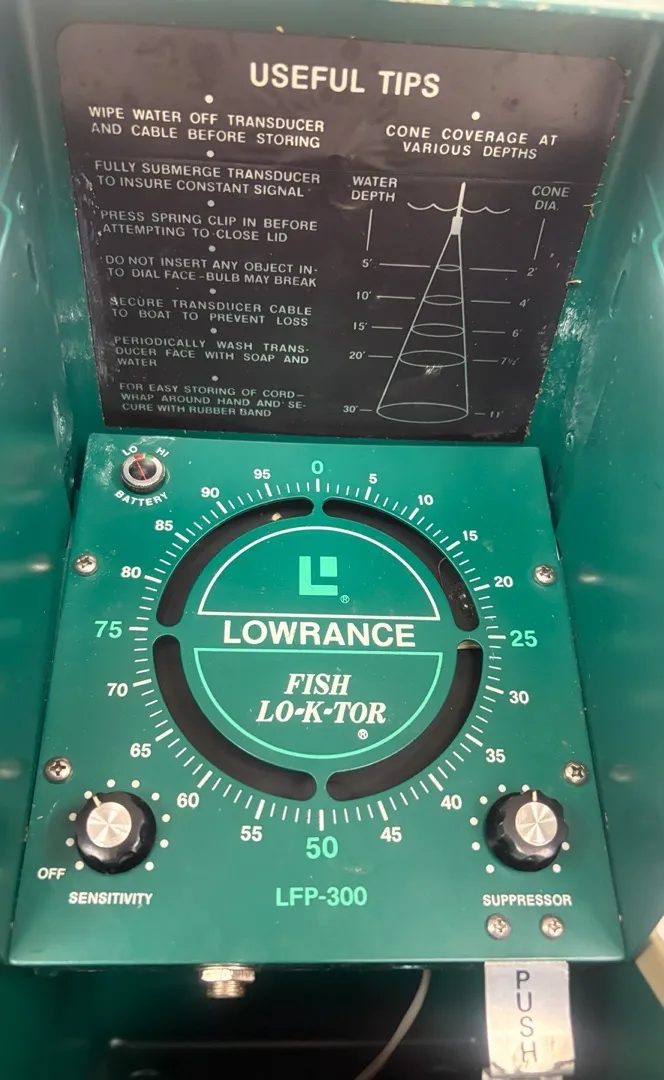 USEFUL TIPS
WIPE WATER OFF TRANSDUCER
AND CABLE BEFORE STORING
FULLY SUBMERGE TRANSDUCER
TO INSURE CONSTANT SIGNAL
PRESS SPRING CLIP IN BEFORE
ATTEMPTING TO CLOSE LID
DO NOT INSERT ANY OBJECT IN-
TO DIAL FACE-BULB MAY BREAK
SECURE TRANSDUCER CABLE
TO BOAT TO PREVENT LOSS
PERIODICALLY WASH TRANS-
DUCER FACE WITH SOAP AND
WATER
FOR EASY STORING OF CORD-
WRAP AROUND HAND AND SE-
CURE WITH RUBBER BAND
CONE COVERAGE AT
VARIOUS DEPTHS
WATER
DEPTH
CONE
DIA.
5' 2'
10' 4'
15' 6'
20' 7½'
30' 11'
LO HI
BATTERY
0
5
10
15
20
25
30
35
40
45
50
55
60
65
70
75
80
85
90
95
L
®
LOWRANCE
FISH
LO-K-TOR
®
OFF
SENSITIVITY
LFP-300
SUPPRESSOR
PUSH